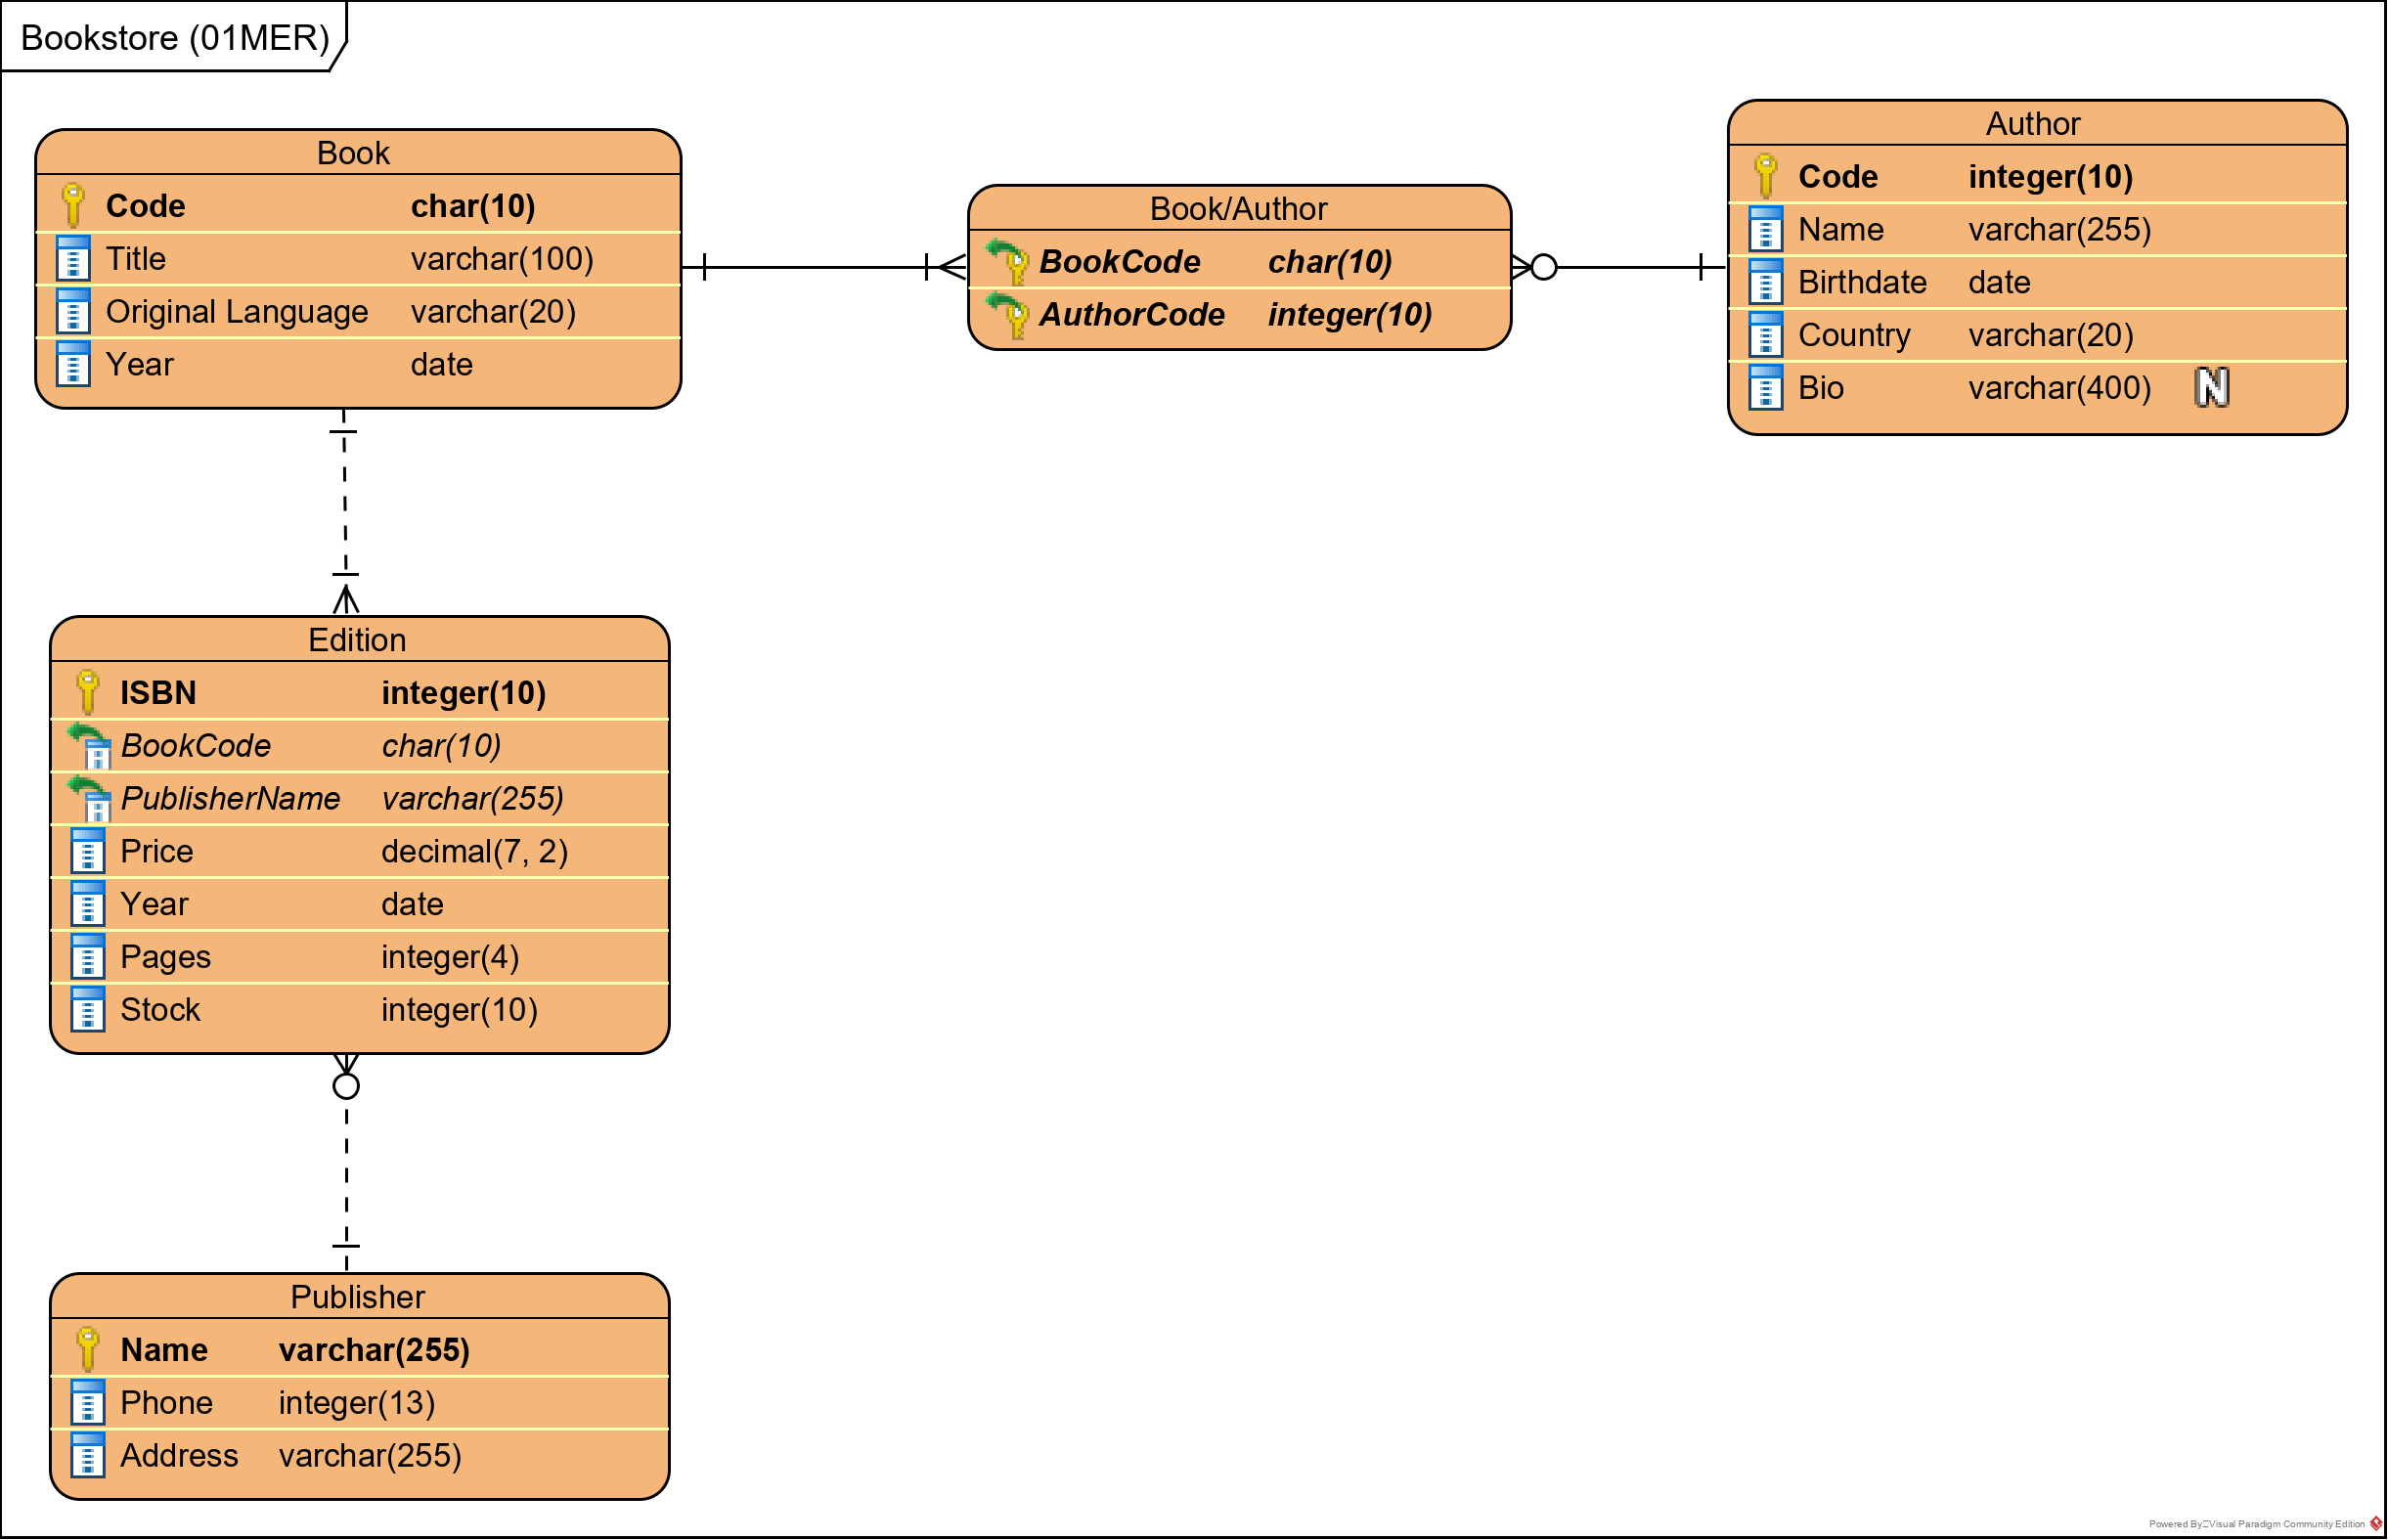 Bookstore (01MER)
Book
Code char(10)
Title varchar(100)
Original Language varchar(20)
Year date
Book/Author
BookCode char(10)
AuthorCode integer(10)
Author
Code integer(10)
Name varchar(255)
Birthdate date
Country varchar(20)
Bio varchar(400) N
Edition
ISBN integer(10)
BookCode char(10)
PublisherName varchar(255)
Price decimal(7, 2)
Year date
Pages integer(4)
Stock integer(10)
Publisher
Name varchar(255)
Phone integer(13)
Address varchar(255)
Powered By Visual Paradigm Community Edition